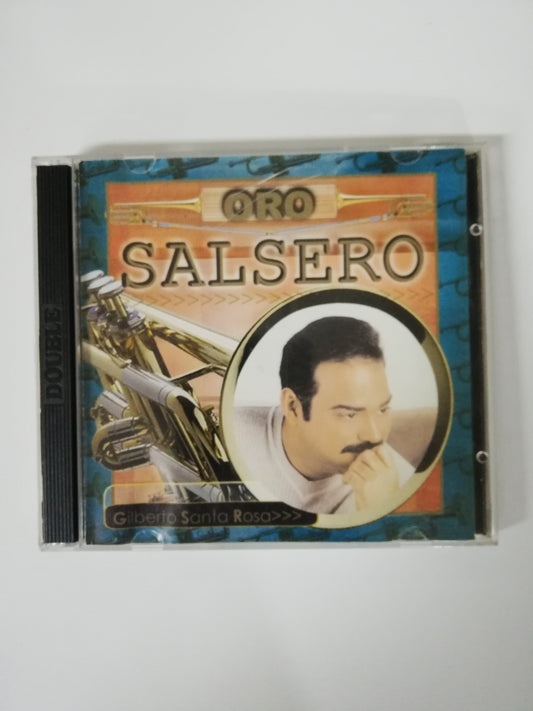 ORO
SALSERO
DOUBLE
Gilberto Santa Rosa>>>